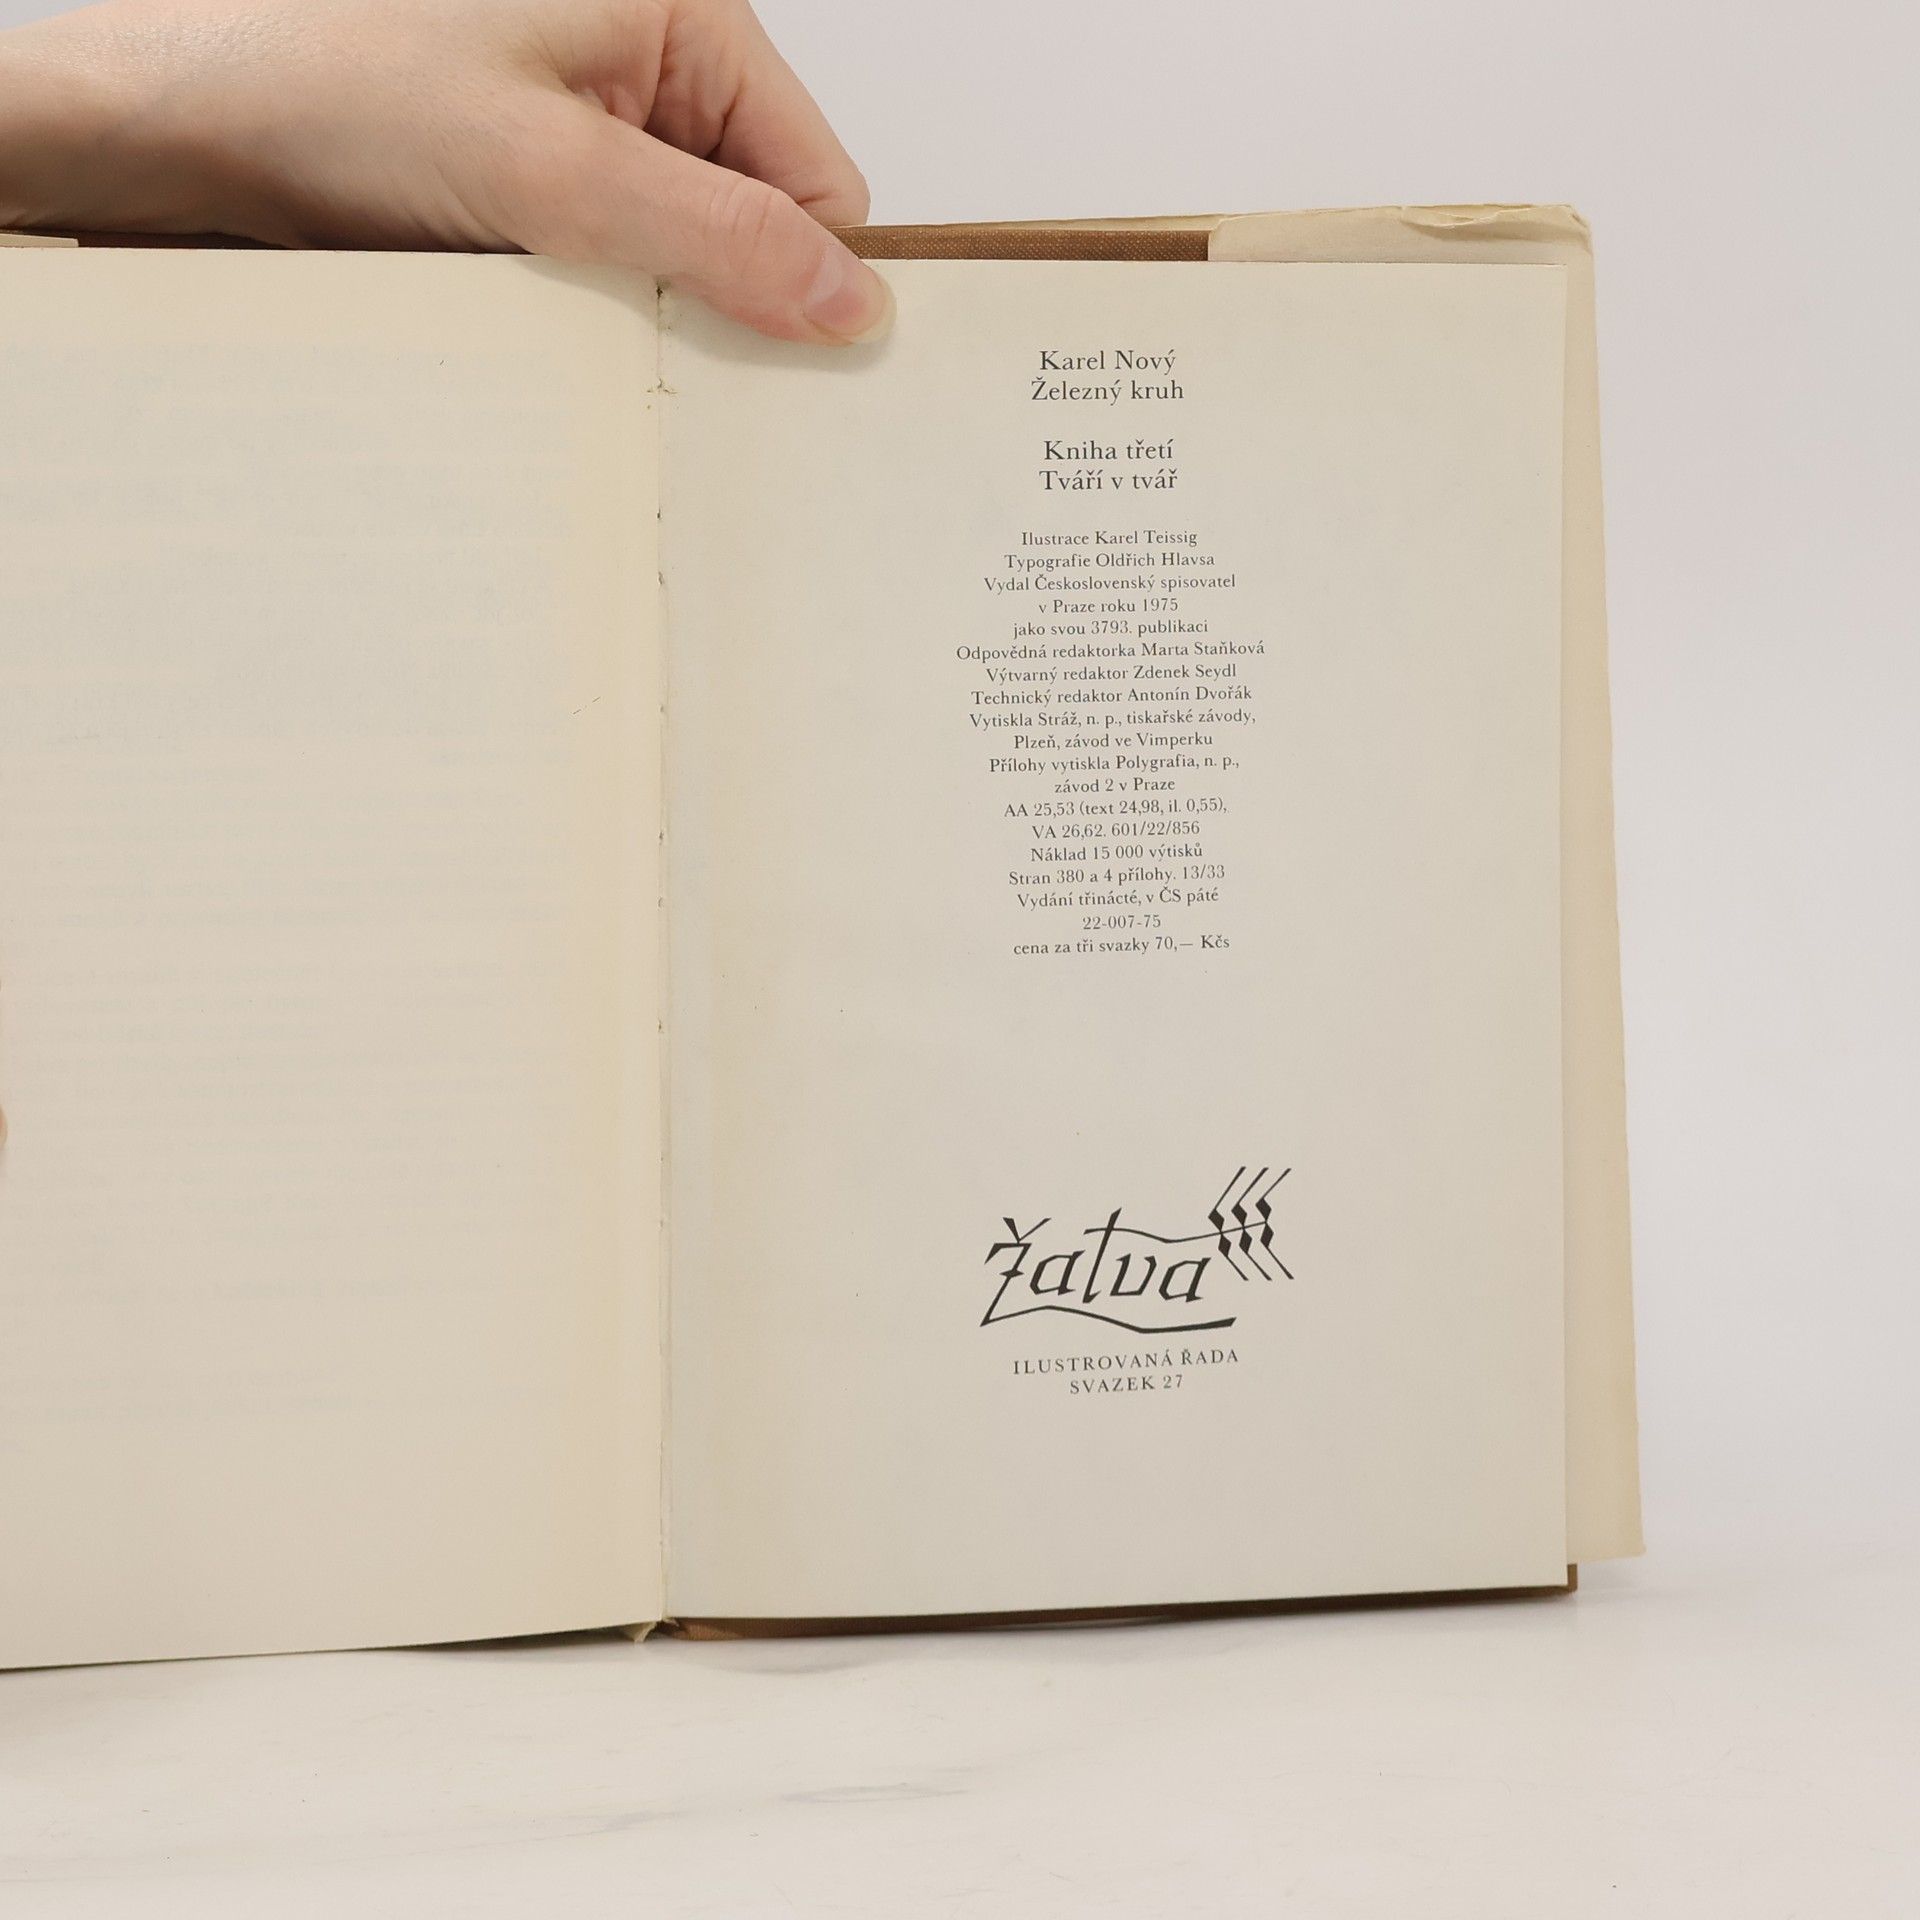 Karel Nový
Železný kruh
Kniha třetí
Tváří v tvář
Ilustrace Karel Teissig
Typografie Oldřich Hlavsa
Vydal Československý spisovatel
v Praze roku 1975
jako svou 3793. publikaci
Odpovědná redaktorka Marta Staňková
Výtvarný redaktor Zdenek Seydl
Technický redaktor Antonín Dvořák
Vytiskla Stráž, n. p., tiskařské závody,
Plzeň, závod ve Vimperku
Přílohy vytiskla Polygrafia, n. p.,
závod 2 v Praze
AA 25,53 (text 24,98, il. 0,55),
VA 26,62. 601/22/856
Náklad 15 000 výtisků
Stran 380 a 4 přílohy. 13/33
Vydání třinácté, v ČS páté
22-007-75
cena za tři svazky 70,— Kčs
Žatva
ILUSTROVANÁ ŘADA
SVAZEK 27